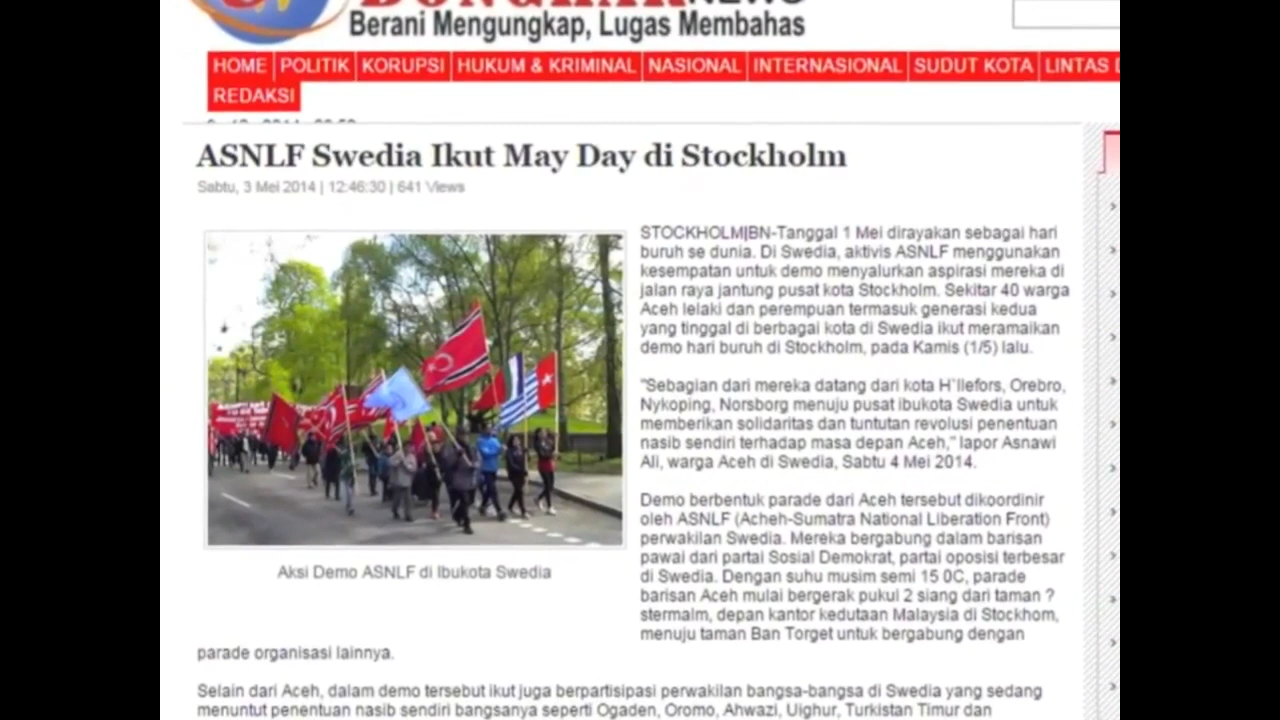 NEWS
Berani Mengungkap, Lugas Membahas
HOME POLITIK KORUPSI HUKUM & KRIMINAL NASIONAL INTERNASIONAL SUDUT KOTA LINTAS D
REDAKSI
ASNLF Swedia Ikut May Day di Stockholm
Sabtu, 3 Mei 2014 | 12:46:30 | 641 Views
STOCKHOLM|BN-Tanggal 1 Mei dirayakan sebagai hari
buruh se dunia. Di Swedia, aktivis ASNLF menggunakan
kesempatan untuk demo menyalurkan aspirasi mereka di
jalan raya jantung pusat kota Stockholm. Sekitar 40 warga
Aceh lelaki dan perempuan termasuk generasi kedua
yang tinggal di berbagai kota di Swedia ikut meramaikan
demo hari buruh di Stockholm, pada Kamis (1/5) lalu.
"Sebagian dari mereka datang dari kota H`llefors, Orebro,
Nykoping, Norsborg menuju pusat ibukota Swedia untuk
memberikan solidaritas dan tuntutan revolusi penentuan
nasib sendiri terhadap masa depan Aceh," lapor Asnawi
Ali, warga Aceh di Swedia, Sabtu 4 Mei 2014.
Demo berbentuk parade dari Aceh tersebut dikoordinir
oleh ASNLF (Acheh-Sumatra National Liberation Front)
perwakilan Swedia. Mereka bergabung dalam barisan
pawai dari partai Sosial Demokrat, partai oposisi terbesar
di Swedia. Dengan suhu musim semi 15 0C, parade
barisan Aceh mulai bergerak pukul 2 siang dari taman ?
stermalm, depan kantor kedutaan Malaysia di Stockhom,
menuju taman Ban Torget untuk bergabung dengan
parade organisasi lainnya.
Aksi Demo ASNLF di Ibukota Swedia
Selain dari Aceh, dalam demo tersebut ikut juga berpartisipasi perwakilan bangsa-bangsa di Swedia yang sedang
menuntut penentuan nasib sendiri bangsanya seperti Ogaden, Oromo, Ahwazi, Uighur, Turkistan Timur dan